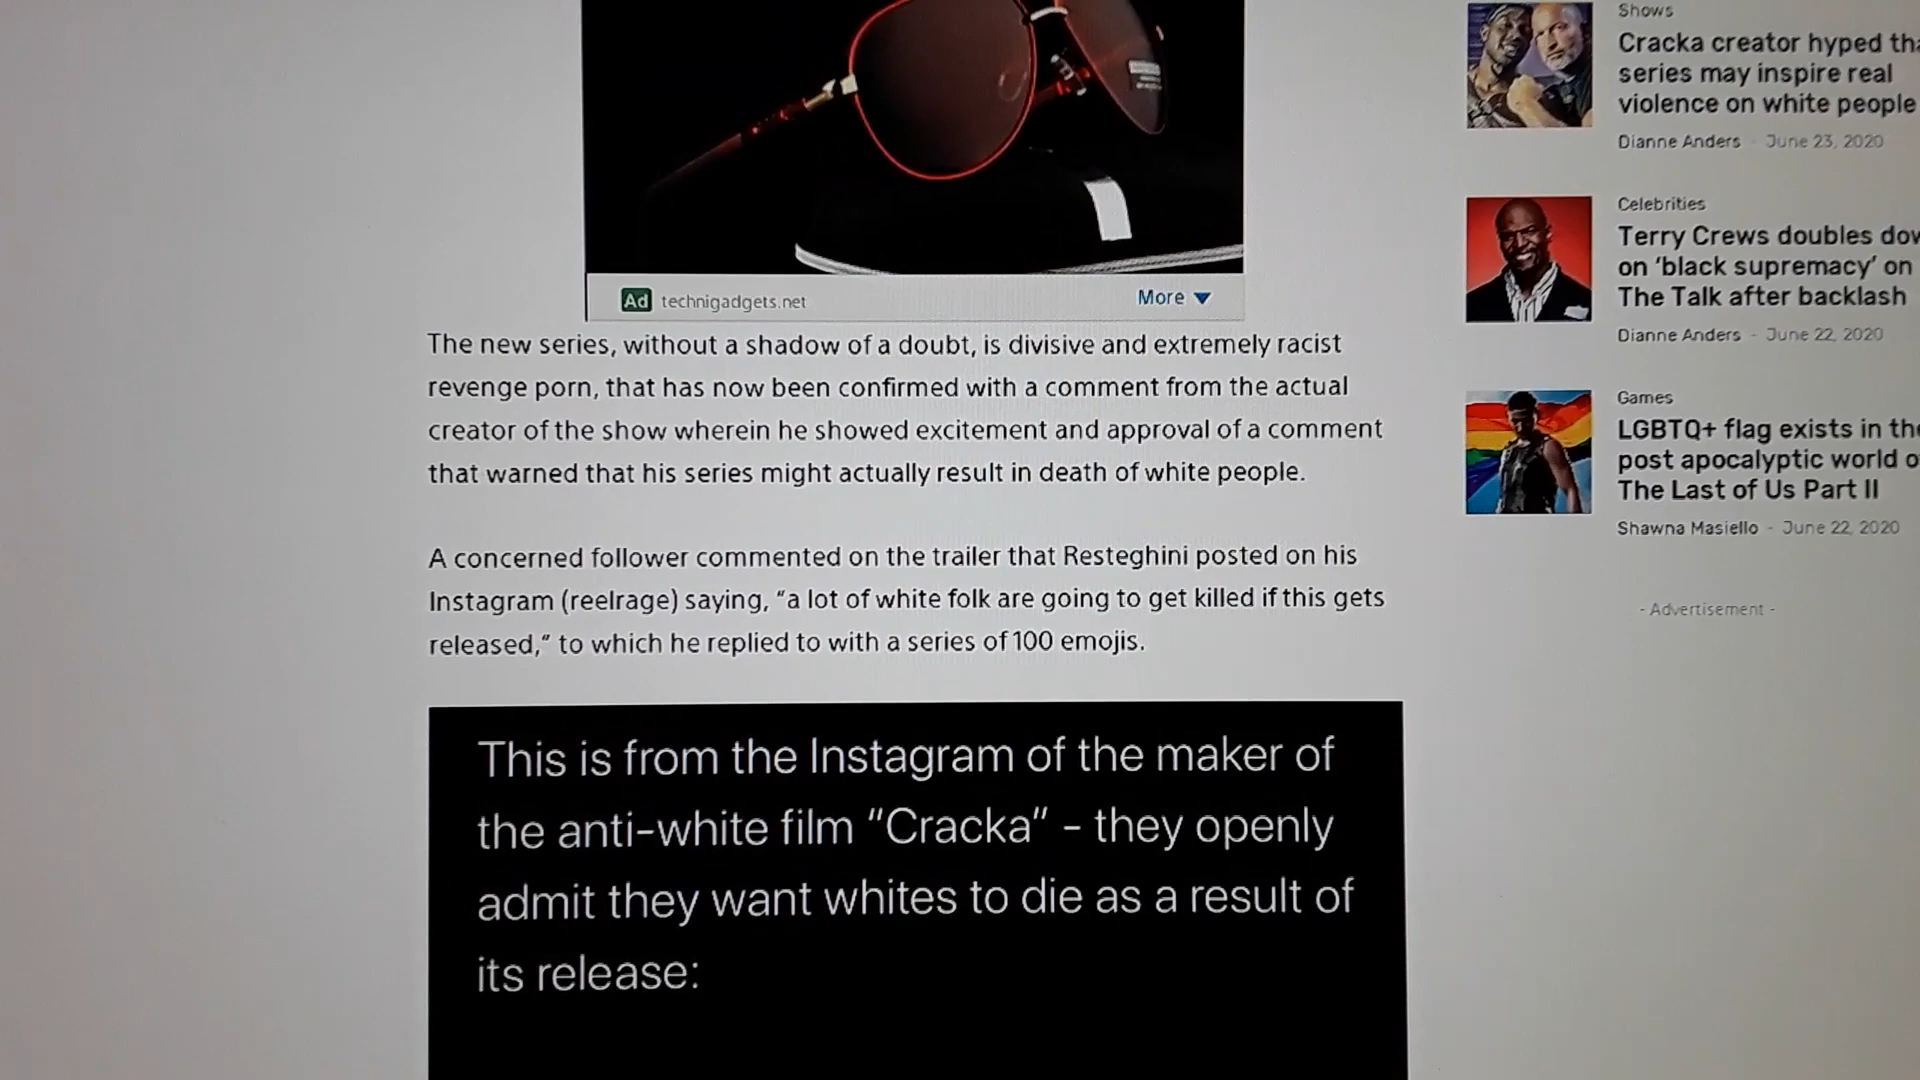 Ad technigadgets.net
More
The new series, without a shadow of a doubt, is divisive and extremely racist
revenge porn, that has now been confirmed with a comment from the actual
creator of the show wherein he showed excitement and approval of a comment
that warned that his series might actually result in death of white people.
A concerned follower commented on the trailer that Resteghini posted on his
Instagram (reelrage) saying, “a lot of white folk are going to get killed if this gets
released,” to which he replied to with a series of 100 emojis.
This is from the Instagram of the maker of
the anti-white film "Cracka" - they openly
admit they want whites to die as a result of
its release:
Shows
Cracka creator hyped
series may inspire real
violence on white people
Dianne Anders - June 23, 2020
Celebrities
Terry Crews doubles
on ‘black supremacy’ on
The Talk after backlash
Dianne Anders - June 22, 2020
Games
LGBTQ+ flag exists in
post apocalyptic world
The Last of Us Part II
Shawna Masiello - June 22, 2020
- Advertisement -